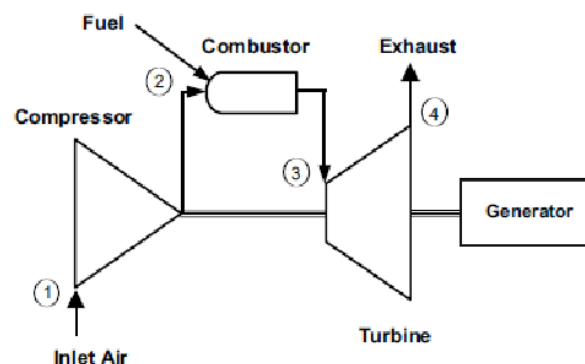 Fuel
Combustor
Exhaust
2
Compressor
4
3
Generator
1
Turbine
Inlet Air